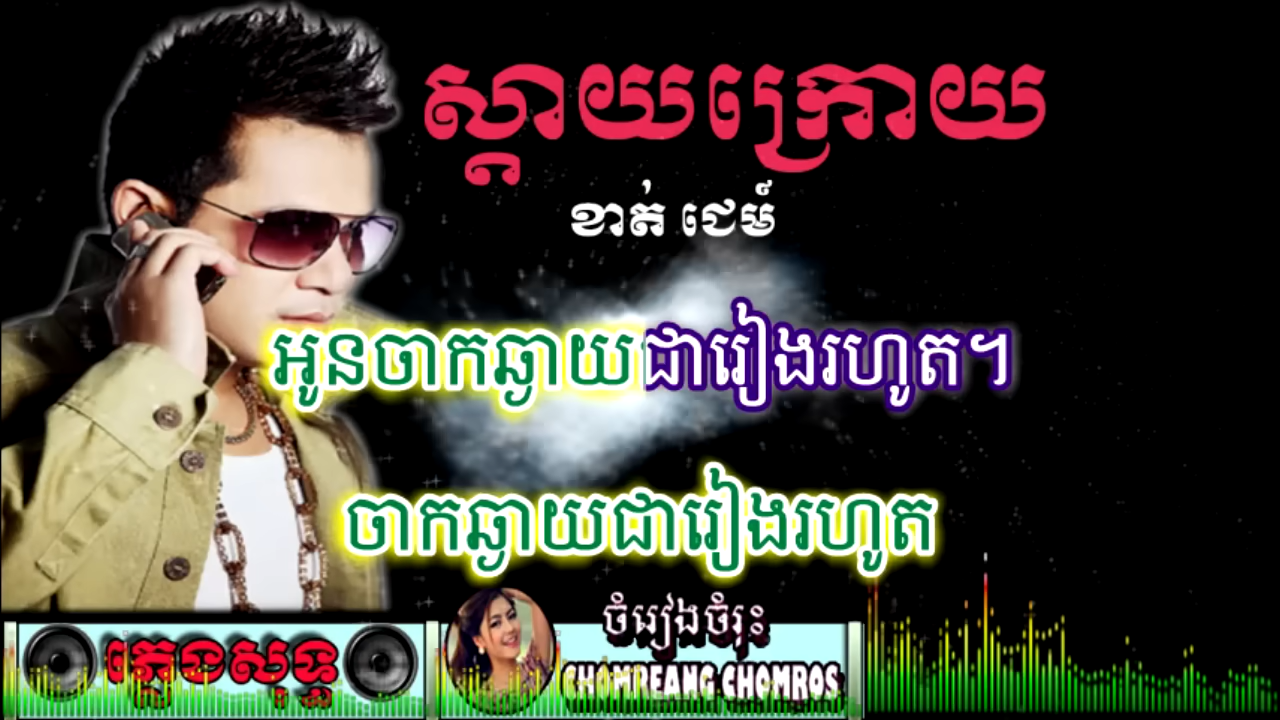 ស្ដាយក្រោយ
ខាត់ ជេម៍
អូនចាកឆ្ងាយជារៀងរហូត។
ចាកឆ្ងាយជារៀងរហូត
ភ្លេងសុទ្ធ
ចំរៀងចំរុះ
CHOMREANG CHOMROS